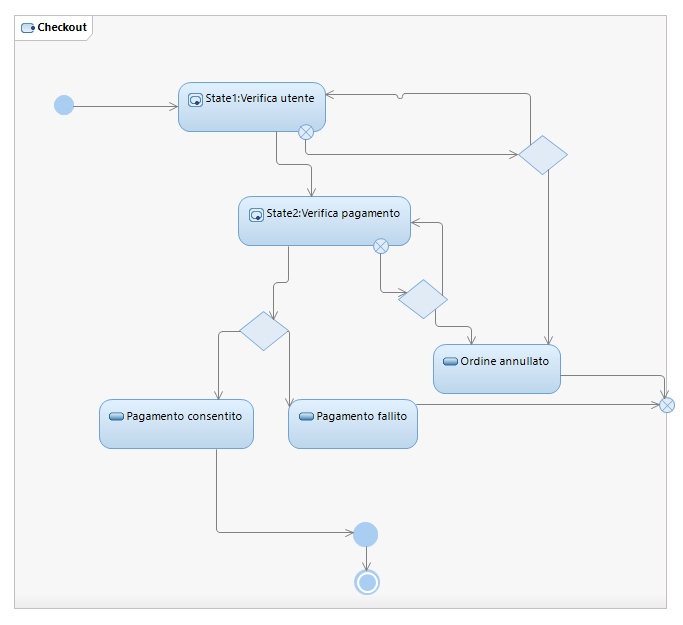 Checkout
State1:Verifica utente
State2:Verifica pagamento
Ordine annullato
Pagamento consentito
Pagamento fallito